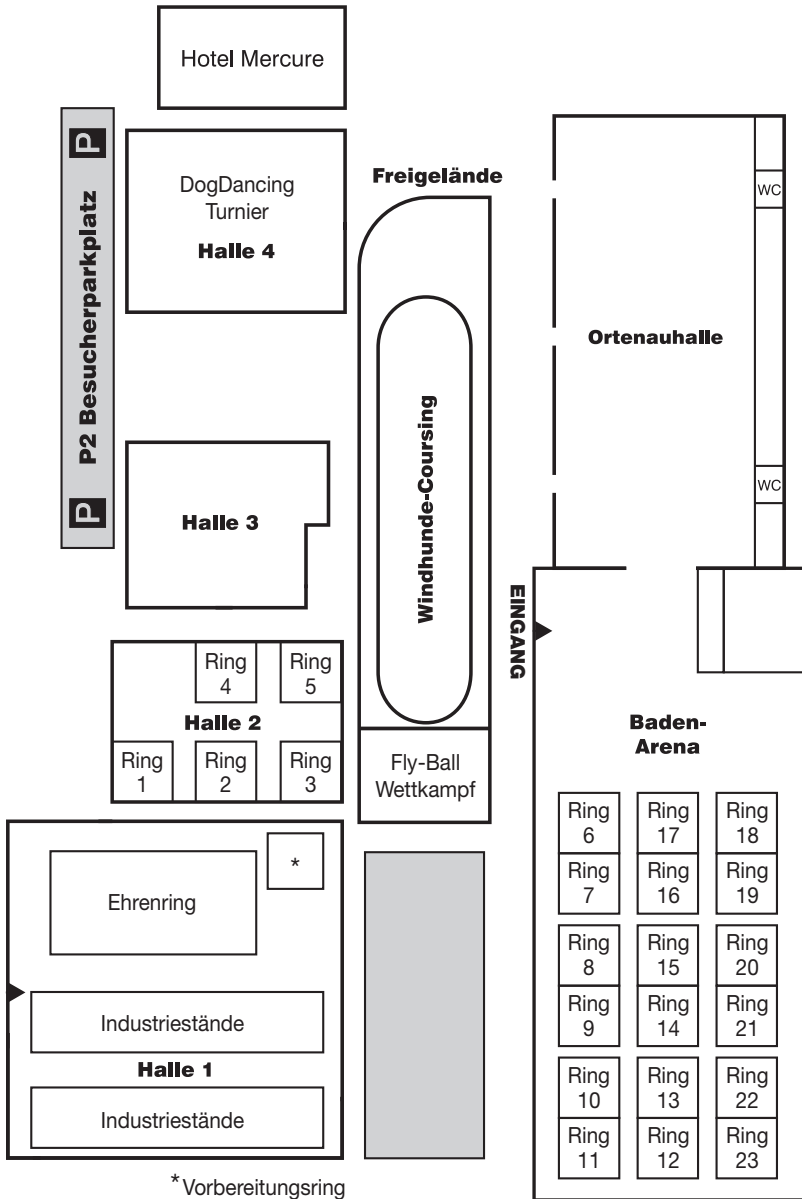 Hotel Mercure
P
P2 Besucherparkplatz
P
DogDancing
Turnier
Halle 4
Freigelände
Windhunde-Coursing
WC
Ortenauhalle
WC
Halle 3
EINGANG
Ring
4
Ring
5
Halle 2
Ring
1
Ring
2
Ring
3
Fly-Ball
Wettkampf
Baden-
Arena
Ring
6
Ring
17
Ring
18
Ring
7
Ring
16
Ring
19
Ring
8
Ring
15
Ring
20
Ring
9
Ring
14
Ring
21
Ring
10
Ring
13
Ring
22
Ring
11
Ring
12
Ring
23
*
Ehrenring
Industriestände
Halle 1
Industriestände
*Vorbereitungsring